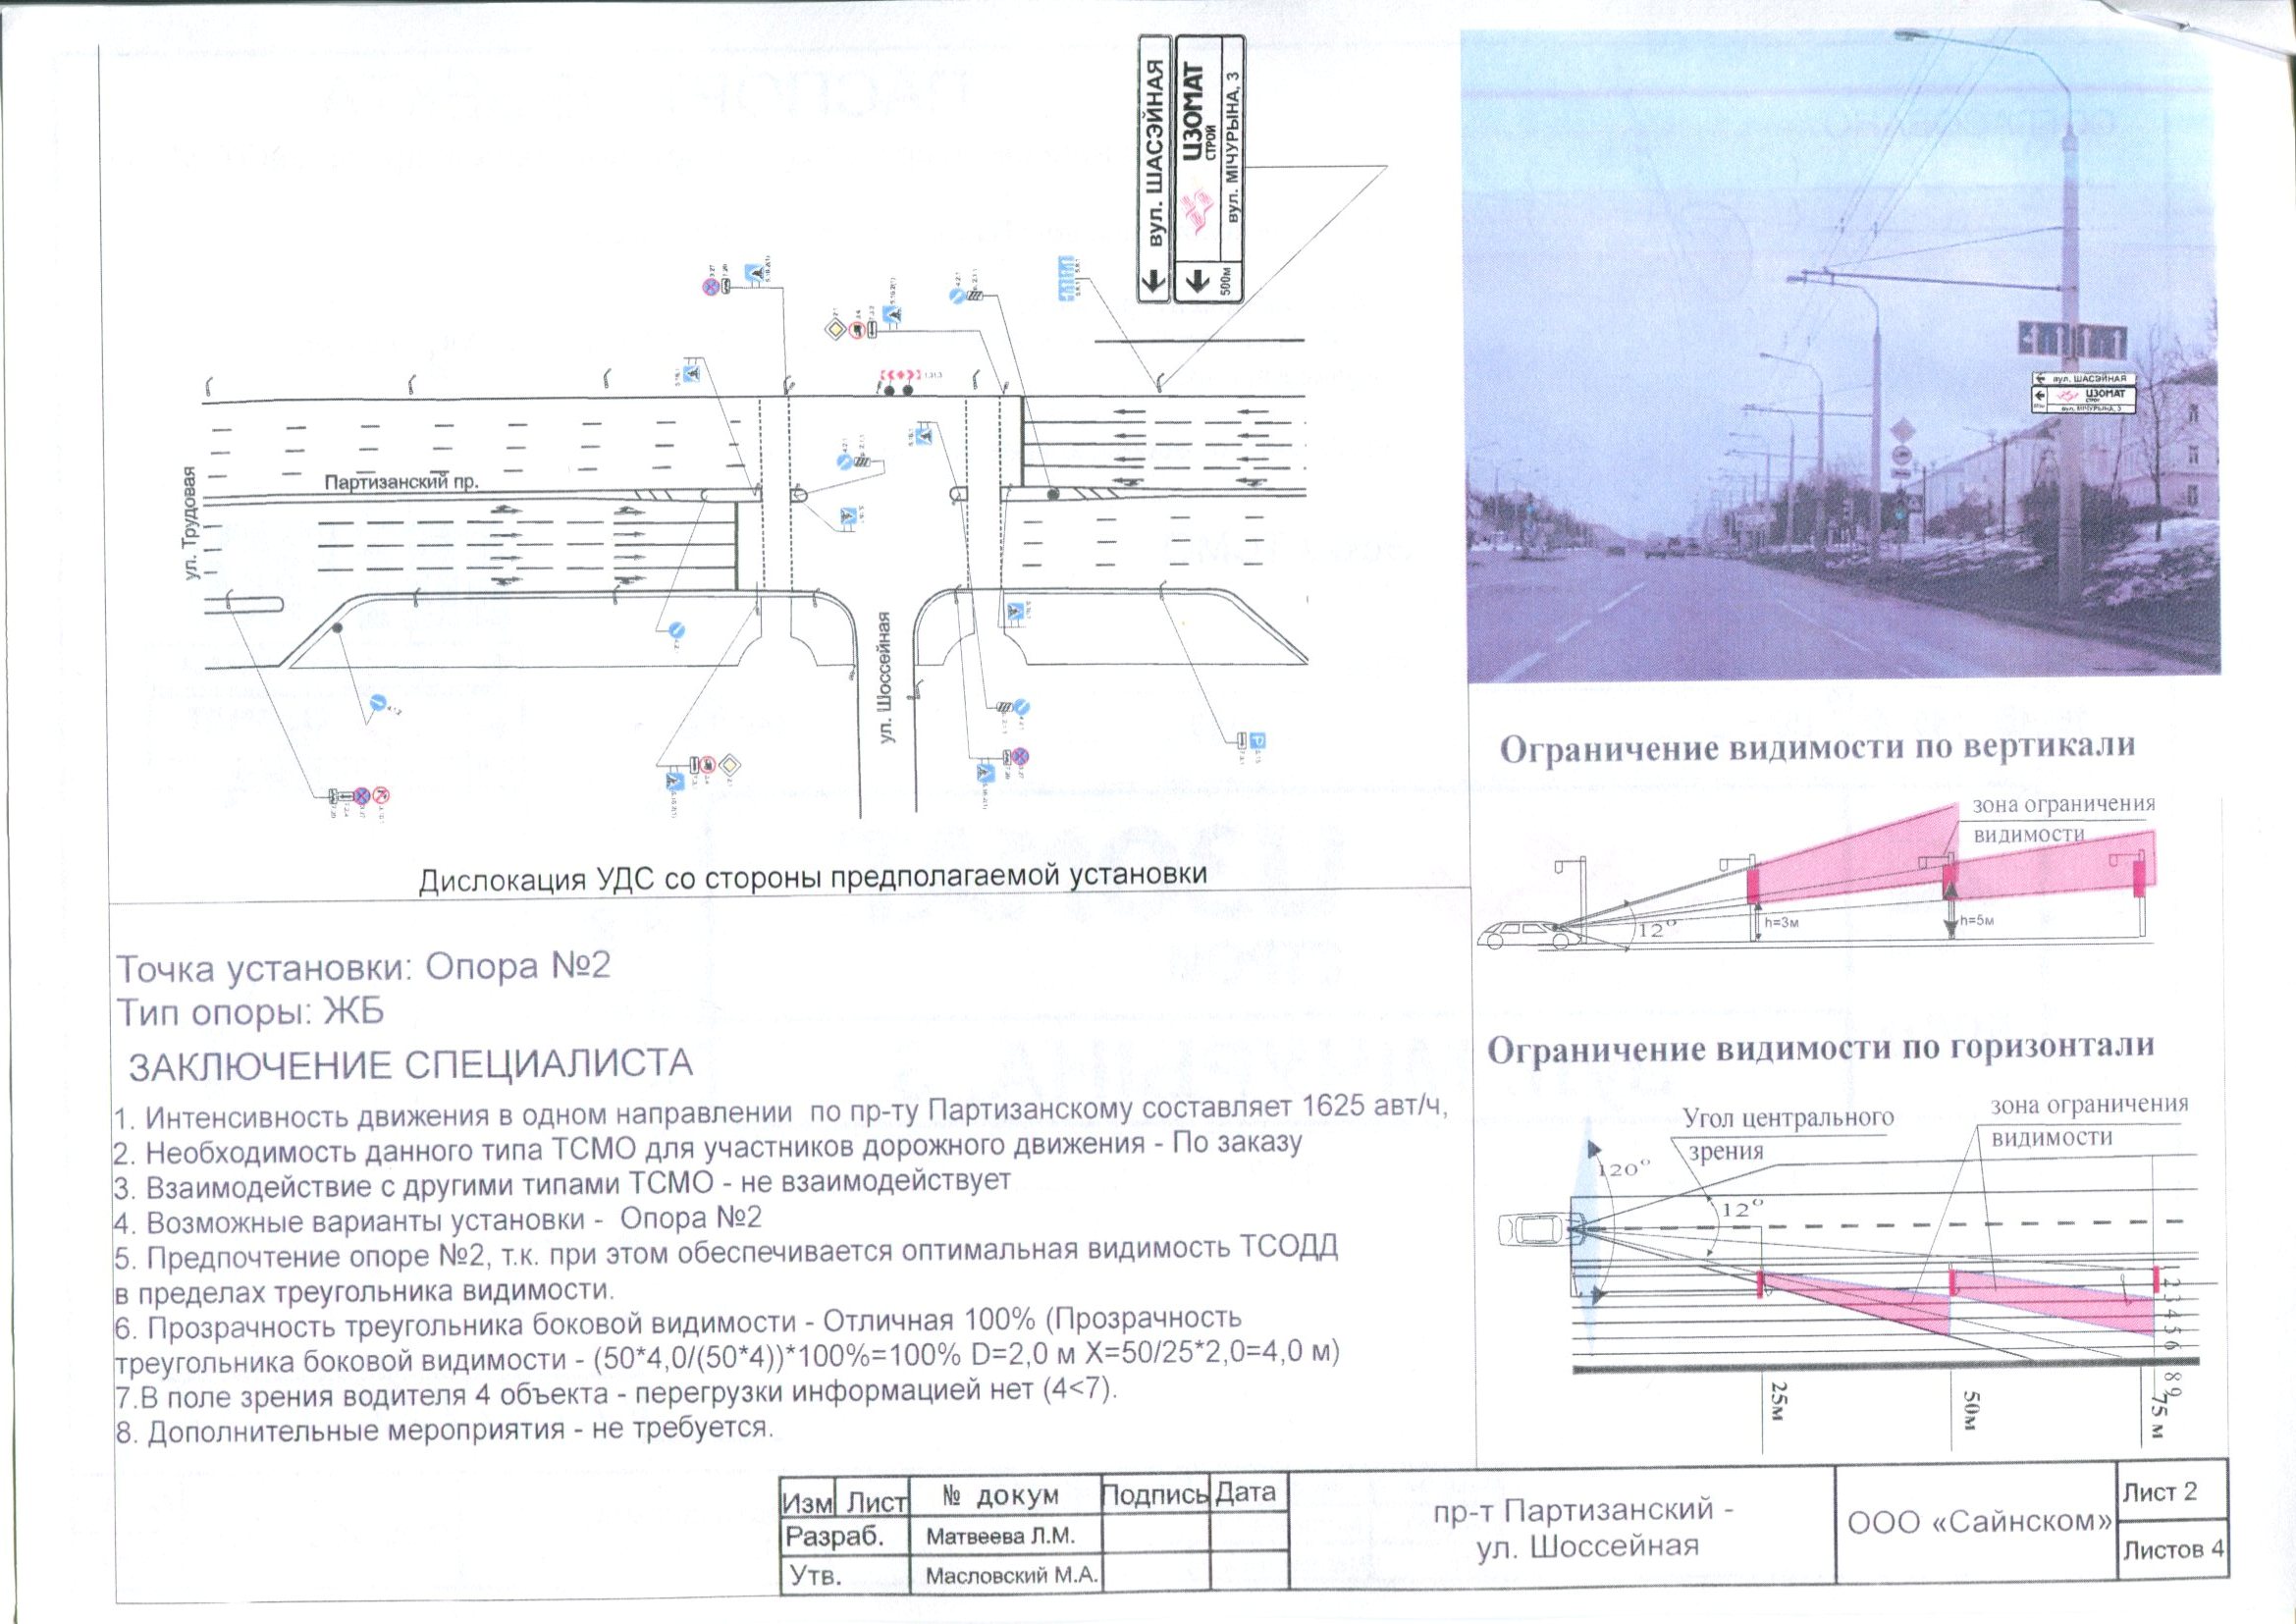 вул. ШАСЭЙНАЯ
ИЗОМАТ
СТРОЙ
500м
вул. МІЧУРЫНА, 3
вул. ШАСЭЙНАЯ
ИЗОМАТ
вул. МІЧУРЫНА, 3
ул. Трудовая
Партизанский пр.
ул. Шоссейная
Дислокация УДС со стороны предполагаемой установки
Точка установки: Опора №2
Тип опоры: ЖБ
ЗАКЛЮЧЕНИЕ СПЕЦИАЛИСТА
1. Интенсивность движения в одном направлении по пр-ту Партизанскому составляет 1625 авт/ч,
2. Необходимость данного типа ТСМО для участников дорожного движения - По заказу
3. Взаимодействие с другими типами ТСМО - не взаимодействует
4. Возможные варианты установки - Опора №2
5. Предпочтение опоре №2, т.к. при этом обеспечивается оптимальная видимость ТСОДД
в пределах треугольника видимости.
6. Прозрачность треугольника боковой видимости - Отличная 100% (Прозрачность
треугольника боковой видимости - (50*4,0/(50*4))*100%=100% D=2,0 м X=50/25*2,0=4,0 м)
7.В поле зрения водителя 4 объекта - перегрузки информацией нет (4<7).
8. Дополнительные мероприятия - не требуется.
Ограничение видимости по вертикали
зона ограничения
видимости
12°
h=3м
h=5м
Ограничение видимости по горизонтали
Угол центрального
зрения
зона ограничения
видимости
120°
12°
1 2 3 4 5 6
8 9
25м
50м
75 м
Изм Лист № докум Подпись Дата
Разраб. Матвеева Л.М.
Утв. Масловский М.А.
пр-т Партизанский -
ул. Шоссейная
ООО «Сайнском»
Лист 2
Листов 4